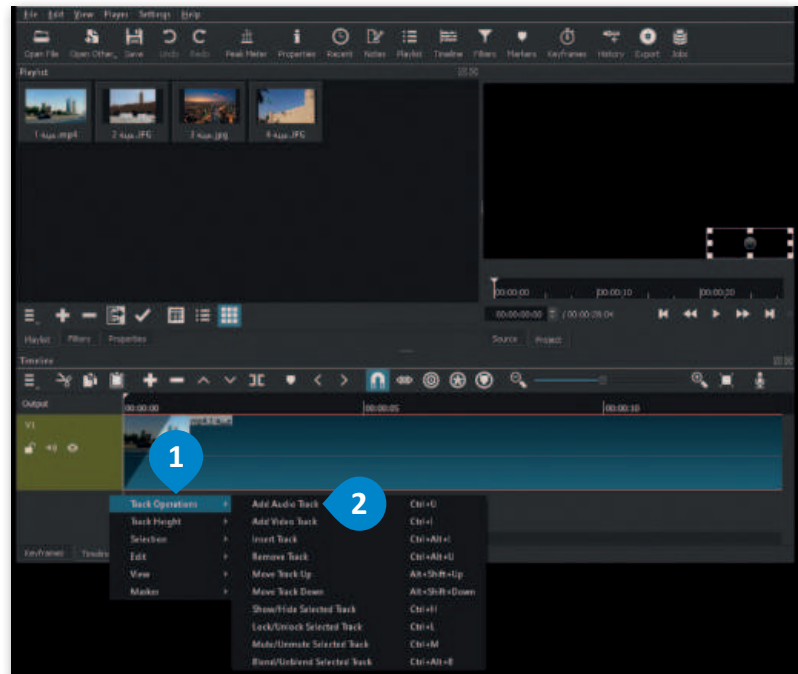 File Edit View Player Settings Help
Open File Open Other... Save Undo Redo Peak Meter Properties Recent Notes Playlist Timeline Filters Markers Keyframes History Export Jobs
Playlist
مدينة 1.mp4 مدينة 2.JPG مدينة 3.jpg مدينة 4.JPG
00:00:00 00:00:10 00:00:20
00:00:00:00 / 00:00:28:04
Playlist Filters Properties
Source Project
Timeline
Output 00:00:00 00:00:05 00:00:10
V1
1
Track Operations
Track Height
Selection
Edit
View
Marker
2
Add Audio Track Ctrl+U
Add Video Track Ctrl+I
Insert Track Ctrl+Alt+I
Remove Track Ctrl+Alt+U
Move Track Up Alt+Shift+Up
Move Track Down Alt+Shift+Down
Show/Hide Selected Track Ctrl+H
Lock/Unlock Selected Track Ctrl+L
Mute/Unmute Selected Track Ctrl+M
Blend/Unblend Selected Track Ctrl+Alt+B
Keyframes